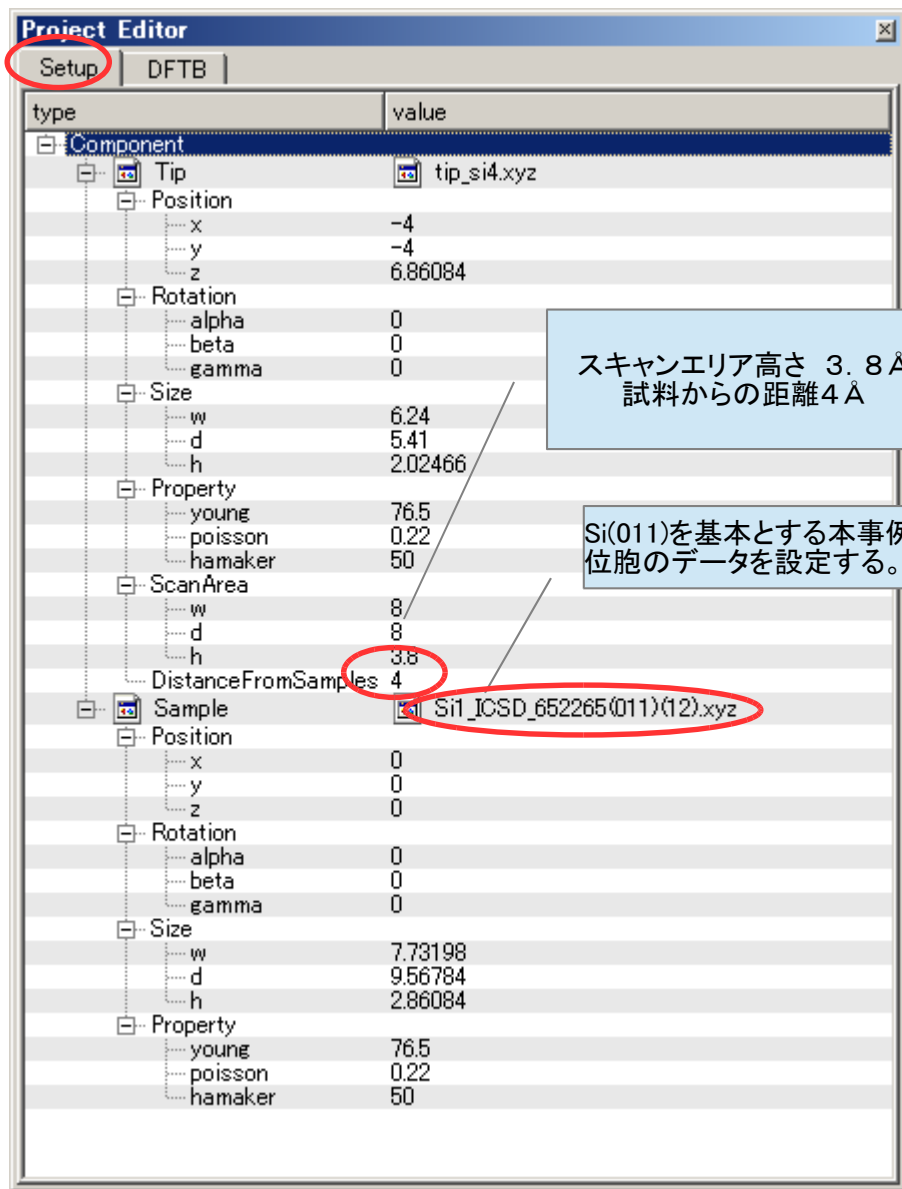 Project Editor
Setup DFTB
type value
Component
Tip tip_si4.xyz
Position
x -4
y -4
z 6.86084
Rotation
alpha 0
beta 0
gamma 0
Size
w 6.24
d 5.41
h 2.02466
Property
young 76.5
poisson 0.22
hamaker 50
ScanArea
w 8
d 8
h 3.8
DistanceFromSamples 4
Sample Si1_ICSD_652265(011)(12).xyz
Position
x 0
y 0
z 0
Rotation
alpha 0
beta 0
gamma 0
Size
w 7.73198
d 9.56784
h 2.86084
Property
young 76.5
poisson 0.22
hamaker 50
スキャンエリア高さ 3.8Å
試料からの距離4Å
Si(011)を基本とする本事例
位胞のデータを設定する。